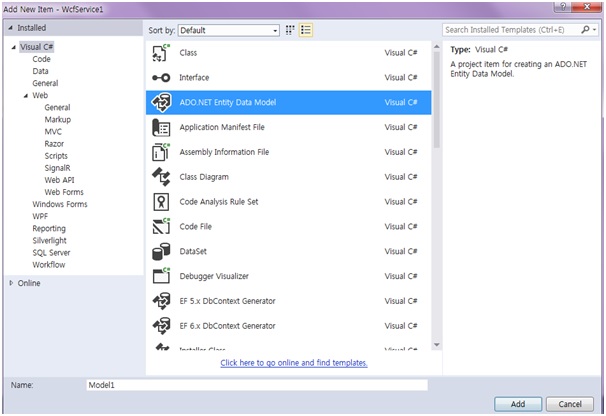 Add New Item - WcfService1
Installed
Sort by: Default
Search Installed Templates (Ctrl+E)
Visual C#
Code
Data
General
Web
General
Markup
MVC
Razor
Scripts
SignalR
Web API
Web Forms
Windows Forms
WPF
Reporting
Silverlight
SQL Server
Workflow
Online
Class Visual C#
Interface Visual C#
ADO.NET Entity Data Model Visual C#
Application Manifest File Visual C#
Assembly Information File Visual C#
Class Diagram Visual C#
Code Analysis Rule Set Visual C#
Code File Visual C#
DataSet Visual C#
Debugger Visualizer Visual C#
EF 5.x DbContext Generator Visual C#
EF 6.x DbContext Generator Visual C#
Installer Class Visual C#
Click here to go online and find templates.
Type: Visual C#
A project item for creating an ADO.NET
Entity Data Model.
Name: Model1
Add Cancel